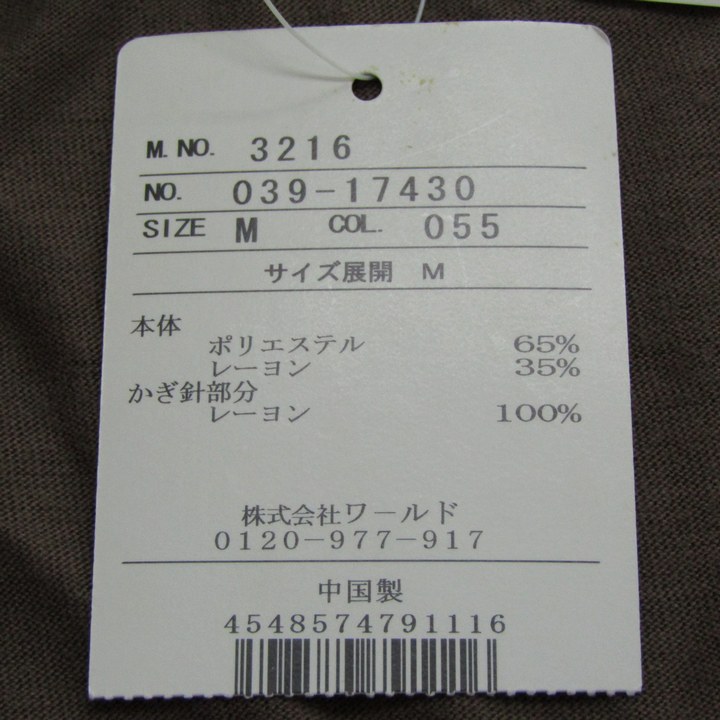 M. NO. 3216
NO. 039-17430
SIZE M COL. 055
サイズ展開 M
本体
ポリエステル 65%
レーヨン 35%
かぎ針部分
レーヨン 100%
株式会社ワールド
0120-977-917
中国製
4548574791116